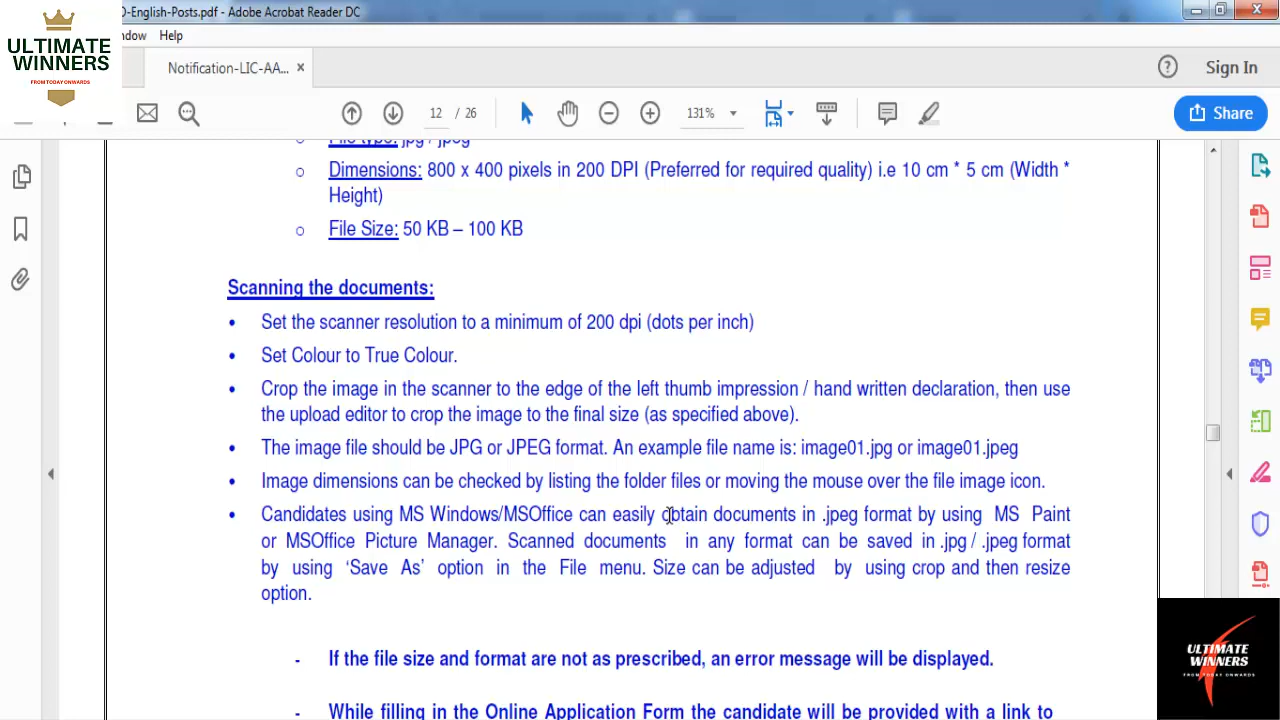 D-English-Posts.pdf - Adobe Acrobat Reader DC
ULTIMATE
WINNERS
FROM TODAY ONWARDS
ndow Help
Notification-LIC-AA... ×
? Sign In
12 / 26
131%
Share
File type: jpg / jpeg
o Dimensions: 800 x 400 pixels in 200 DPI (Preferred for required quality) i.e 10 cm * 5 cm (Width *
Height)
o File Size: 50 KB – 100 KB
Scanning the documents:
• Set the scanner resolution to a minimum of 200 dpi (dots per inch)
• Set Colour to True Colour.
• Crop the image in the scanner to the edge of the left thumb impression / hand written declaration, then use
the upload editor to crop the image to the final size (as specified above).
• The image file should be JPG or JPEG format. An example file name is: image01.jpg or image01.jpeg
• Image dimensions can be checked by listing the folder files or moving the mouse over the file image icon.
• Candidates using MS Windows/MSOffice can easily obtain documents in .jpeg format by using MS Paint
or MSOffice Picture Manager. Scanned documents in any format can be saved in .jpg / .jpeg format
by using ‘Save As’ option in the File menu. Size can be adjusted by using crop and then resize
option.
- If the file size and format are not as prescribed, an error message will be displayed.
- While filling in the Online Application Form the candidate will be provided with a link to
ULTIMATE
WINNERS
FROM TODAY ONWARDS